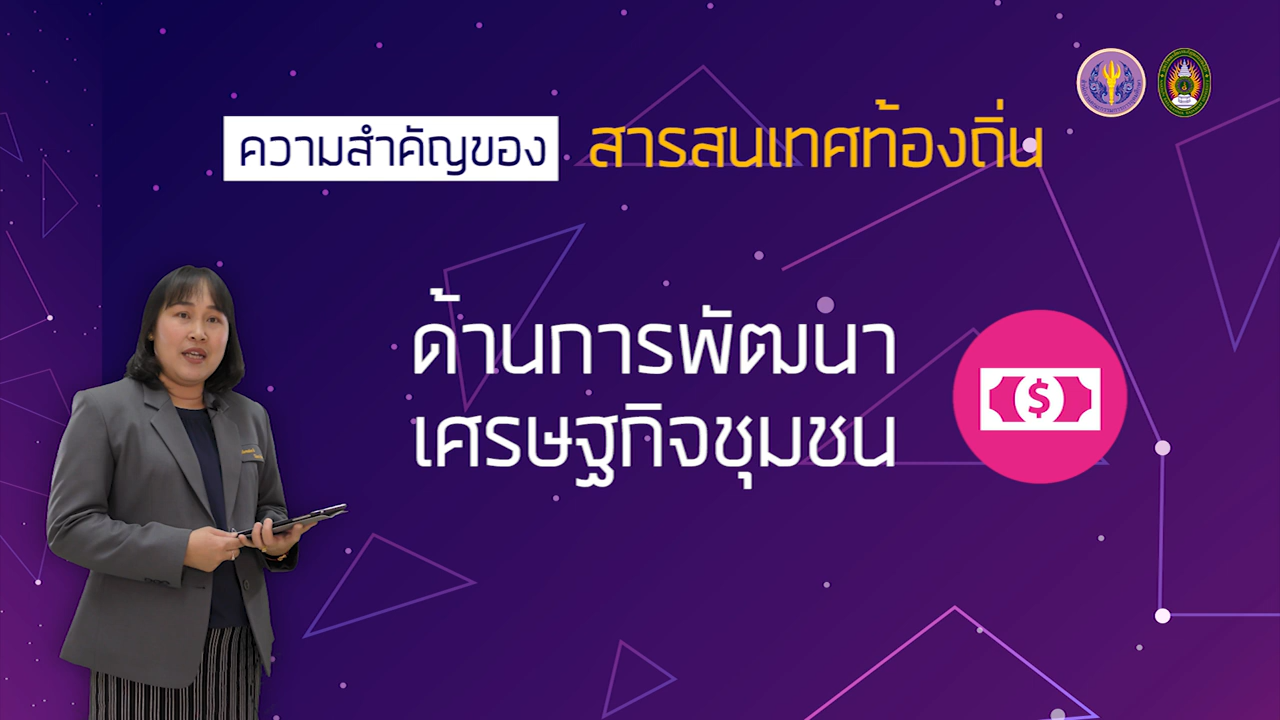 ความสำคัญของ สารสนเทศท้องถิ่น
ด้านการพัฒนา
เศรษฐกิจชุมชน
$